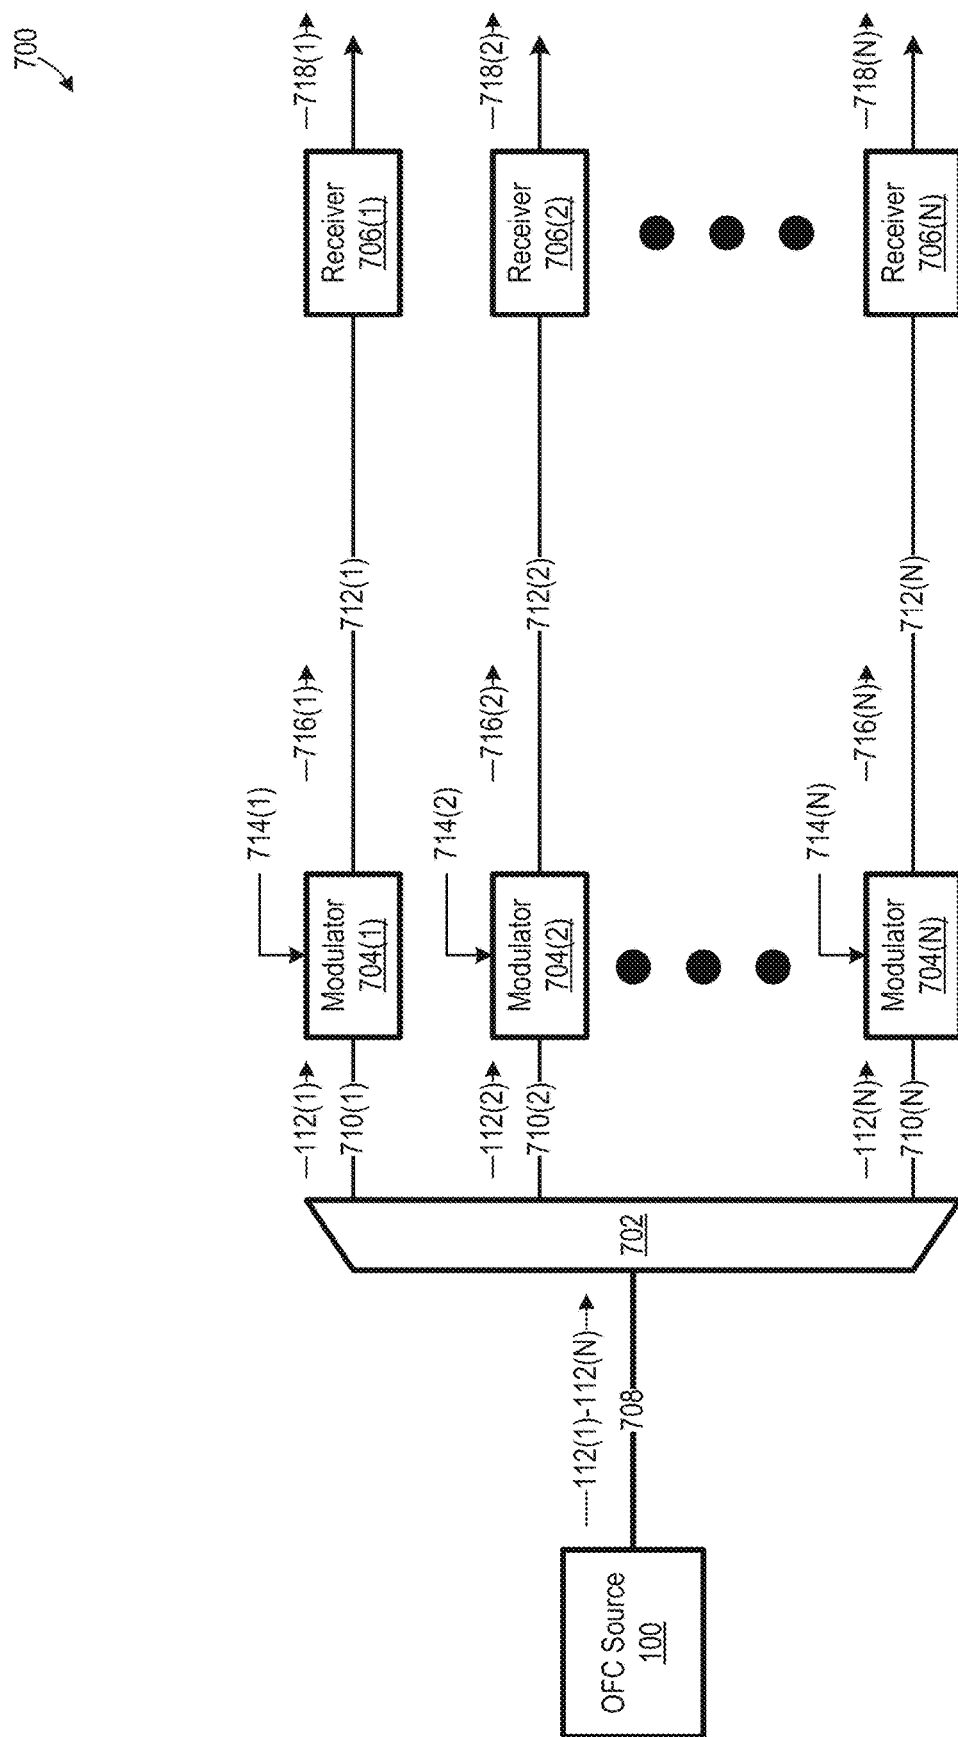 700
OFC Source
100
112(1)-112(N)
708
702
112(1)
710(1)
714(1)
Modulator
704(1)
716(1)
712(1)
Receiver
706(1)
718(1)
112(2)
710(2)
714(2)
Modulator
704(2)
716(2)
712(2)
Receiver
706(2)
718(2)
112(N)
710(N)
714(N)
Modulator
704(N)
716(N)
712(N)
Receiver
706(N)
718(N)